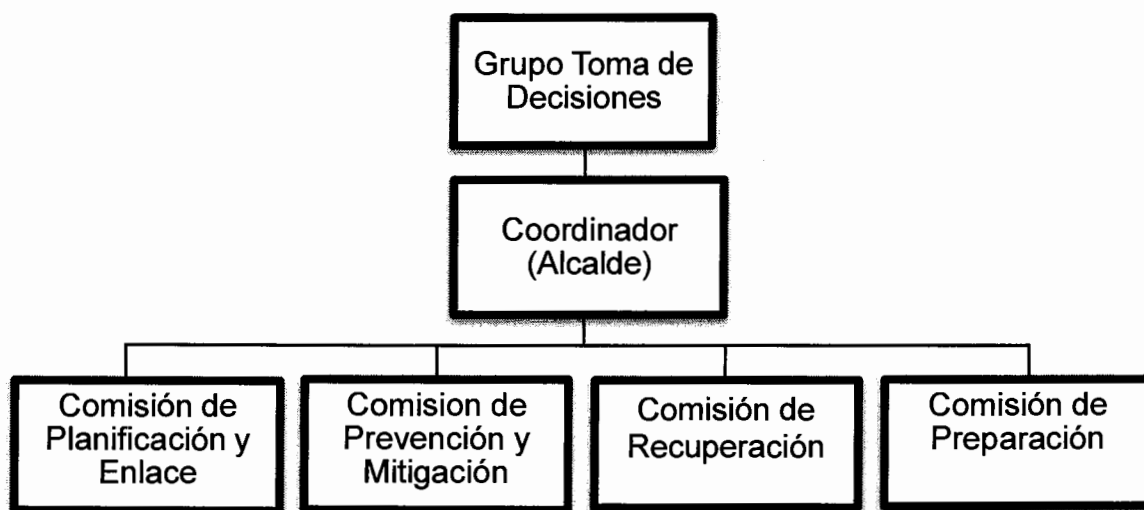 Grupo Toma de
Decisiones
Coordinador
(Alcalde)
Comisión de
Planificación y
Enlace
Comision de
Prevención y
Mitigación
Comisión de
Recuperación
Comisión de
Preparación